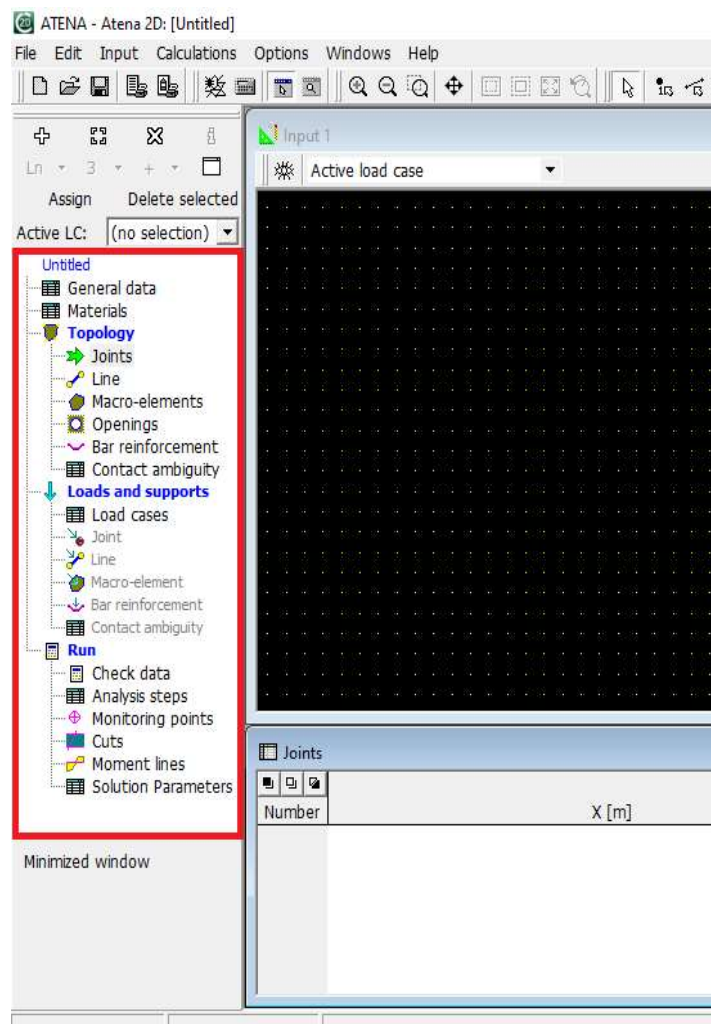 ATENA - Atena 2D: [Untitled]
File Edit Input Calculations Options Windows Help
Input 1
Ln 3 +
Active load case
Assign Delete selected
Active LC: (no selection)
Untitled
General data
Materials
Topology
Joints
Line
Macro-elements
Openings
Bar reinforcement
Contact ambiguity
Loads and supports
Load cases
Joint
Line
Macro-element
Bar reinforcement
Contact ambiguity
Run
Check data
Analysis steps
Monitoring points
Cuts
Moment lines
Solution Parameters
Minimized window
Joints
Number X [m]